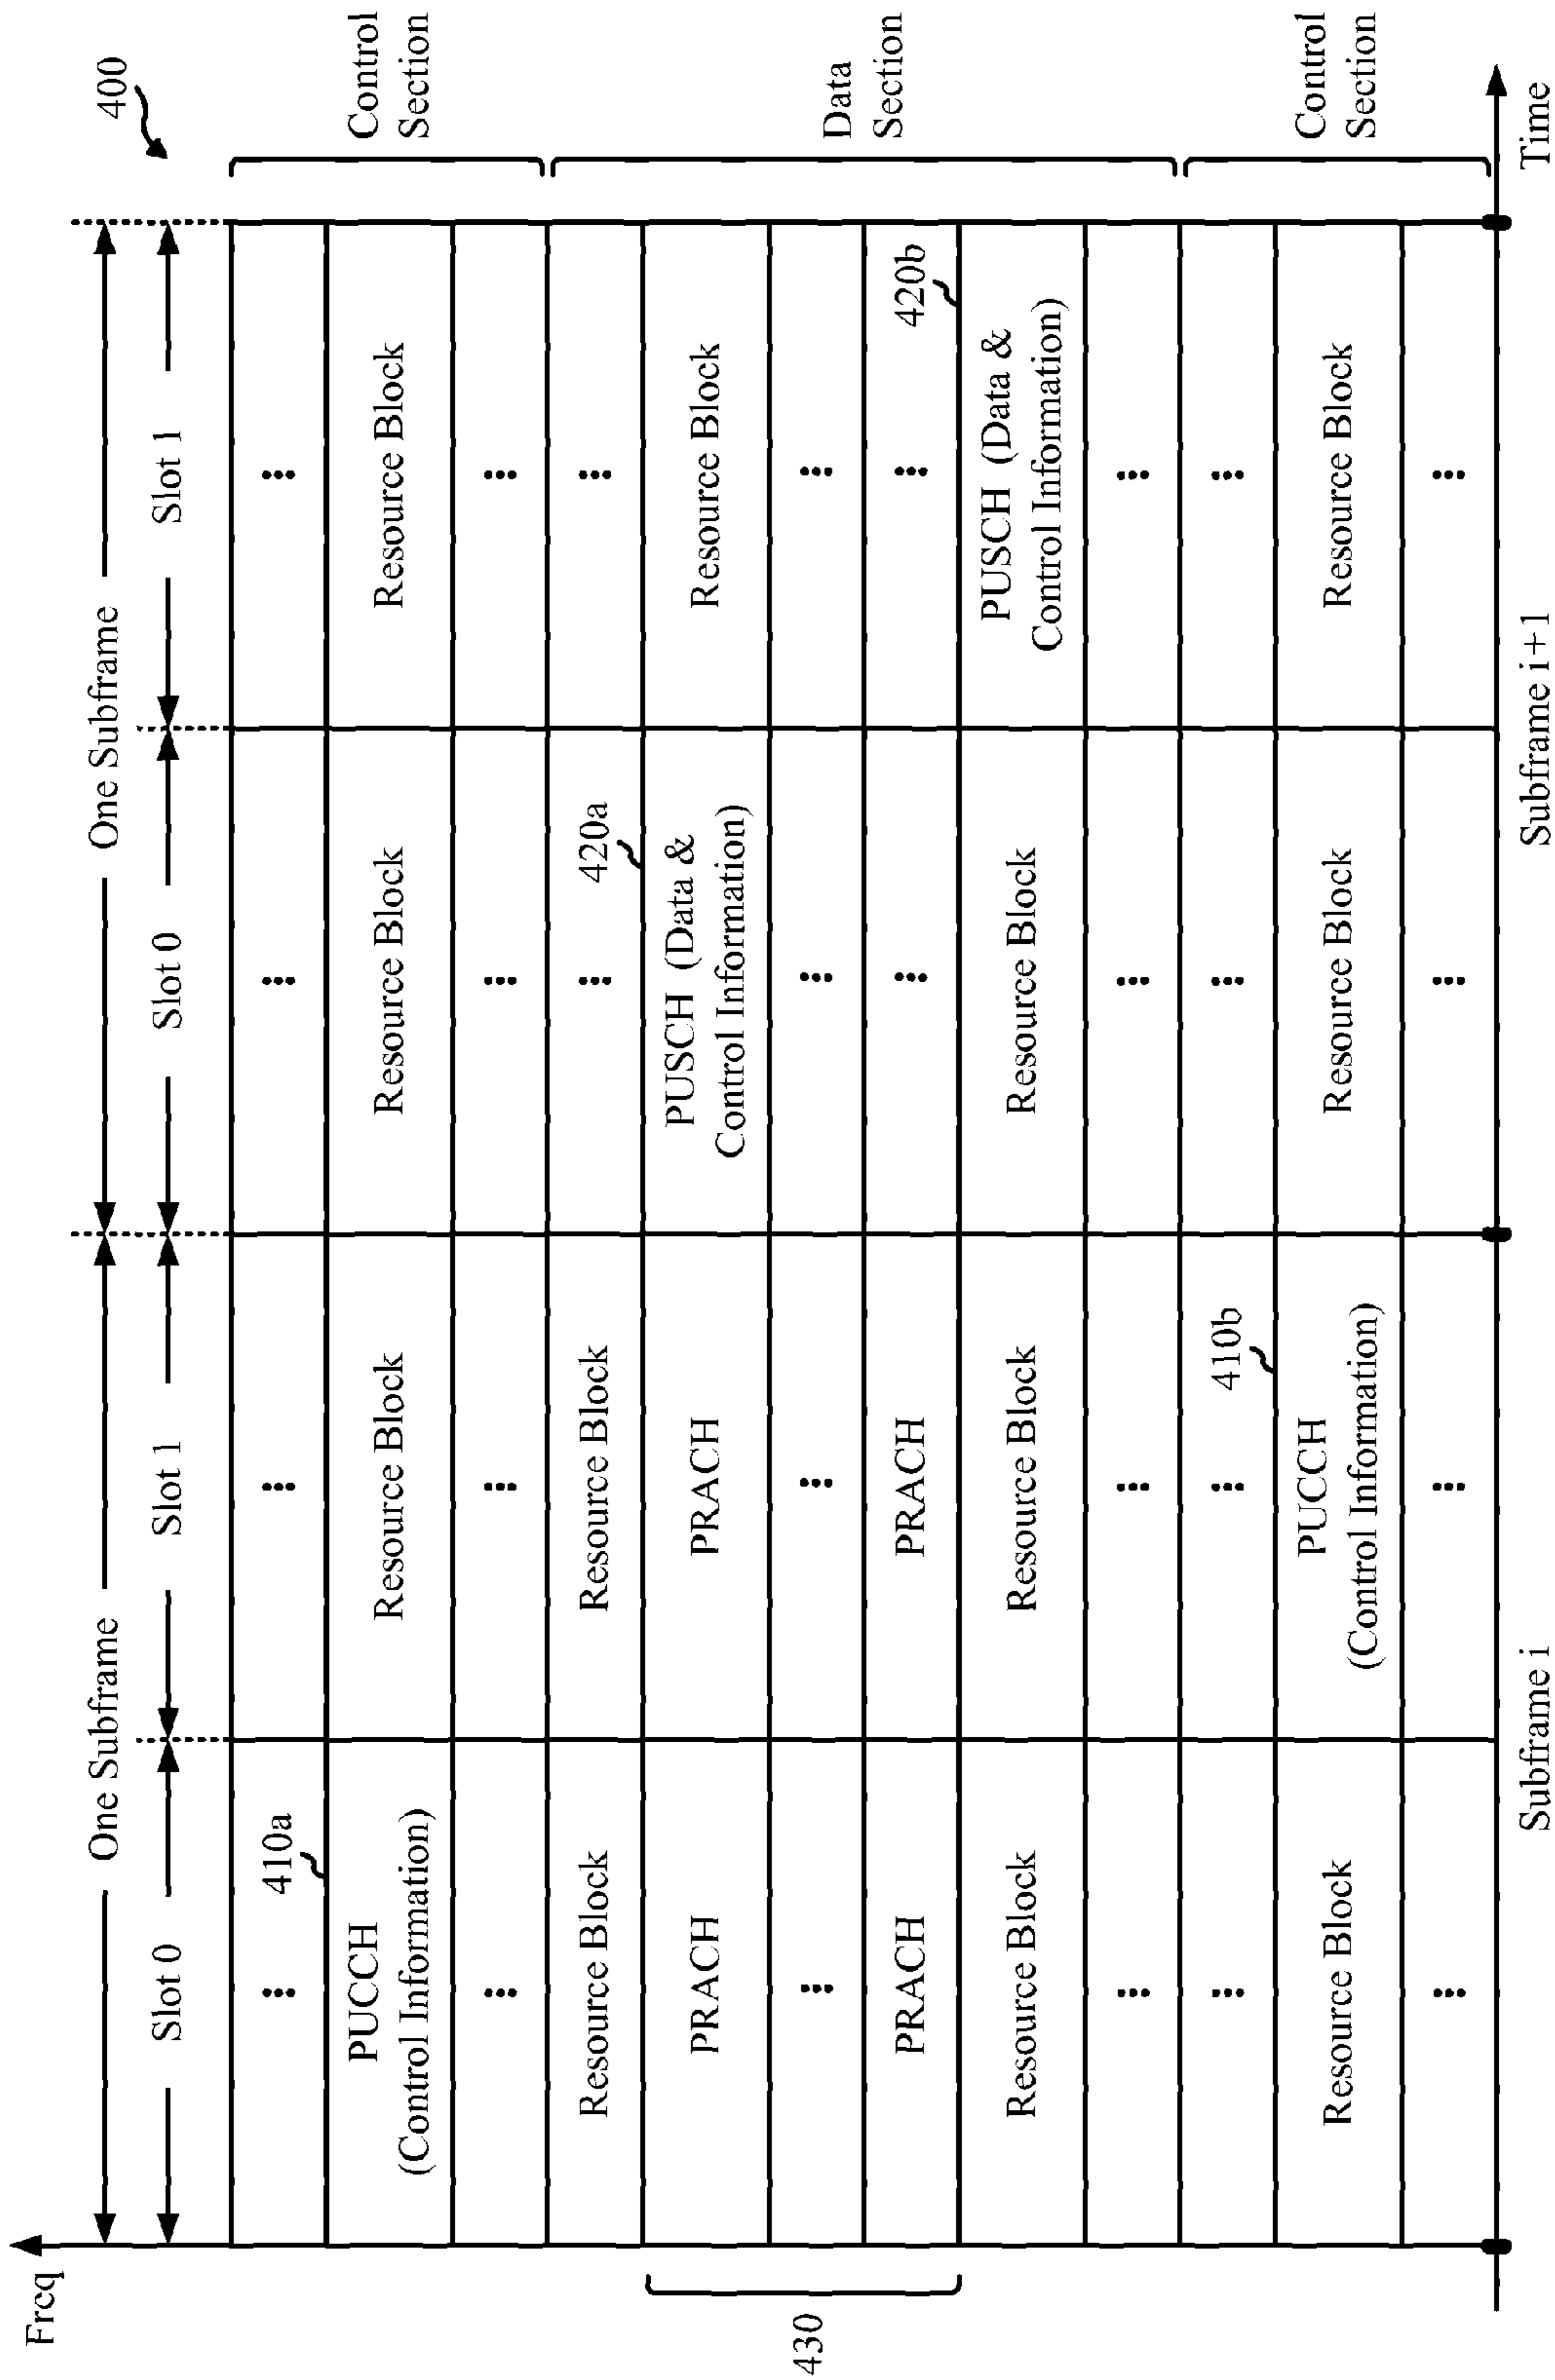 400
Freq
One Subframe
One Subframe
Slot 0
Slot 1
Slot 0
Slot 1
410a
PUCCH
(Control Information)
Resource Block
Resource Block
Resource Block
Control
Section
Resource Block
Resource Block
420a
430
PRACH
PRACH
PUSCH (Data &
Control Information)
Resource Block
Data
Section
PRACH
PRACH
420b
Resource Block
Resource Block
Resource Block
PUSCH (Data &
Control Information)
410b
Resource Block
PUCCH
(Control Information)
Resource Block
Resource Block
Control
Section
Subframe i
Subframe i+1
Time